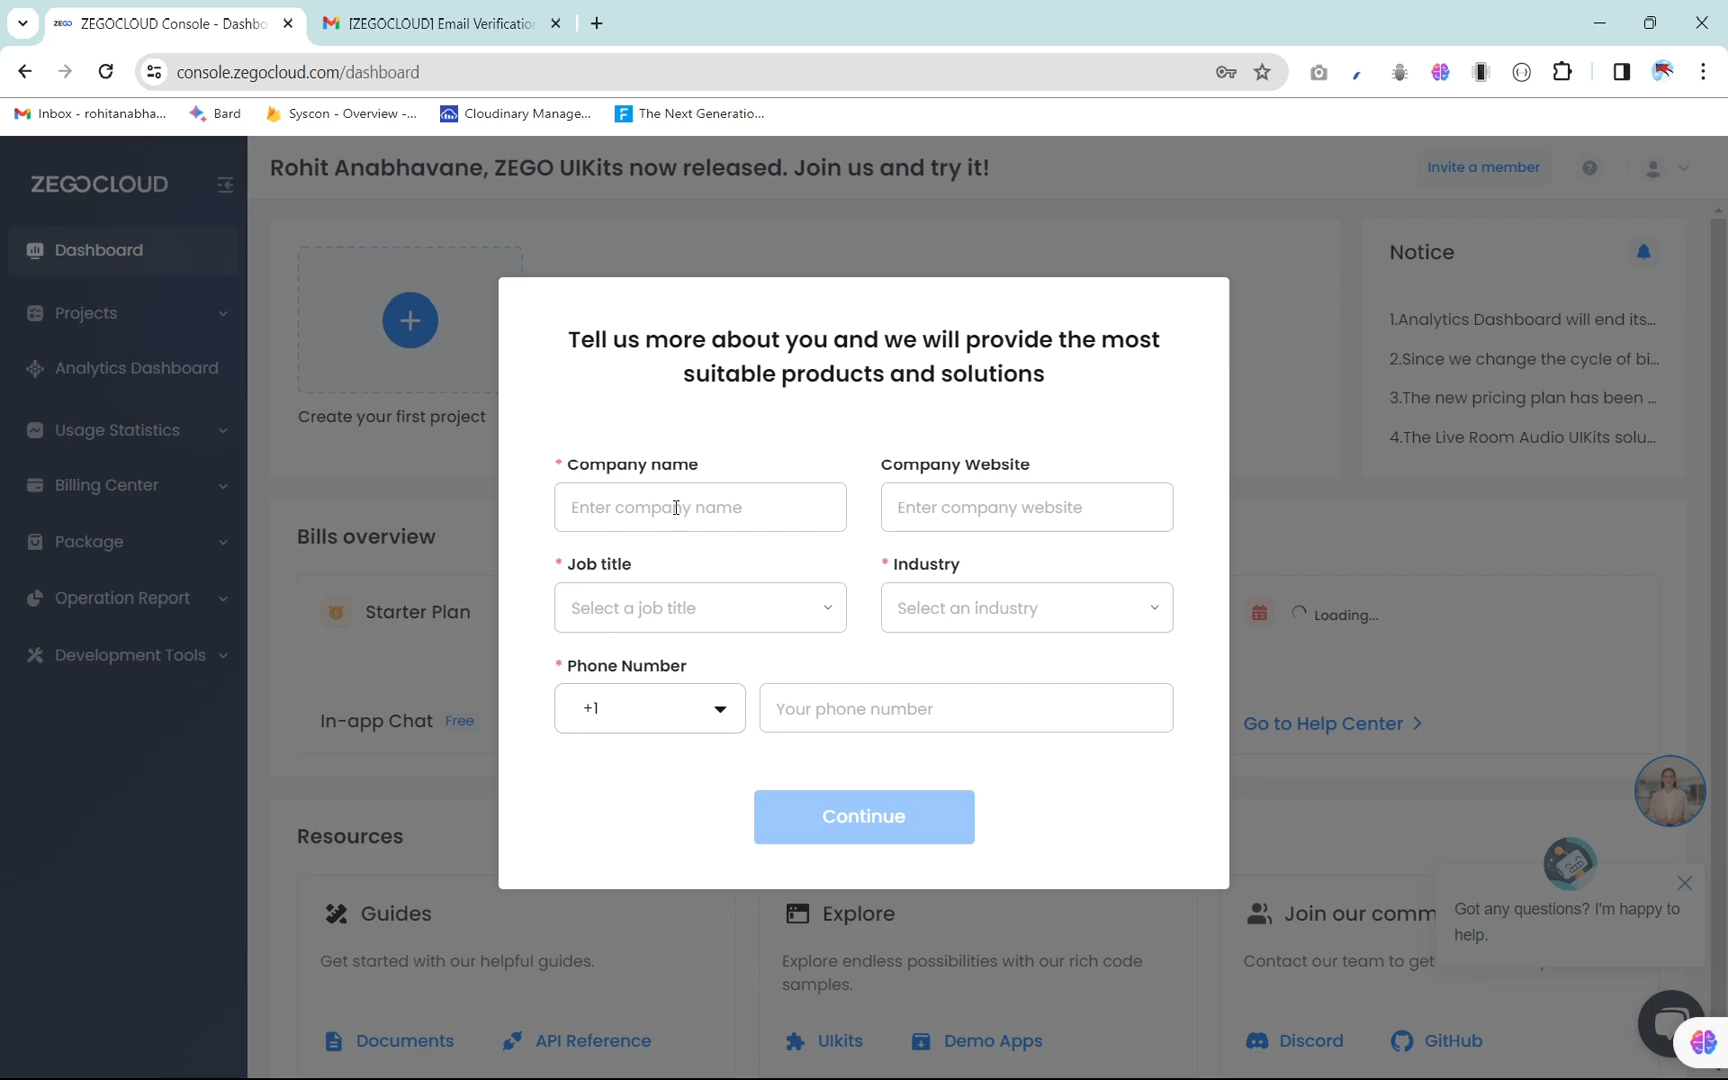 ZEGO ZEGOCLOUD Console - Dashbo
[ZEGOCLOUD] Email Verification
console.zegocloud.com/dashboard
Inbox - rohitanabha...
Bard
Syscon - Overview -...
Cloudinary Manage...
The Next Generatio...
ZEGOCLOUD
Dashboard
Projects
Analytics Dashboard
Usage Statistics
Billing Center
Package
Operation Report
Development Tools
Rohit Anabhavane, ZEGO UIKits now released. Join us and try it!
Invite a member
Create your first project
Notice
1.Analytics Dashboard will end its...
2.Since we change the cycle of bi...
3.The new pricing plan has been ...
4.The Live Room Audio UIKits solu...
Tell us more about you and we will provide the most
suitable products and solutions
* Company name
Enter company name
Company Website
Enter company website
* Job title
Select a job title
* Industry
Select an industry
* Phone Number
+1
Your phone number
Continue
Bills overview
Starter Plan
In-app Chat Free
Loading...
Go to Help Center >
Resources
Guides
Get started with our helpful guides.
Documents
API Reference
Explore
Explore endless possibilities with our rich code
samples.
UIkits
Demo Apps
Join our comm
Contact our team to get
Discord
GitHub
Got any questions? I'm happy to
help.